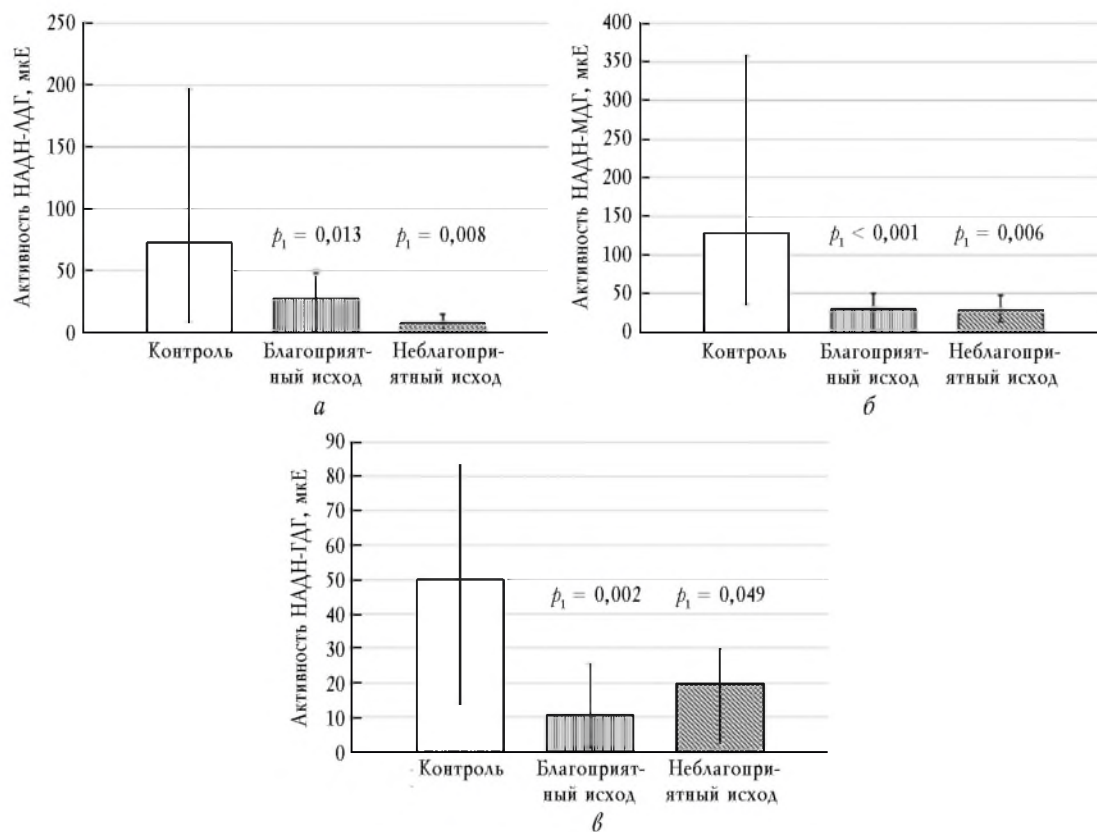 Активность НАДН-ЛДГ, мкЕ
250
200
150
100
50
0
p₁ = 0,013
p₁ = 0,008
Контроль
Благоприят-
ный исход
Неблагопри-
ятный исход
а
Активность НАДН-МДГ, мкЕ
400
350
300
250
200
150
100
50
0
p₁ < 0,001
p₁ = 0,006
Контроль
Благоприят-
ный исход
Неблагопри-
ятный исход
б
Активность НАДН-ГДГ, мкЕ
90
80
70
60
50
40
30
20
10
0
p₁ = 0,002
p₁ = 0,049
Контроль
Благоприят-
ный исход
Неблагопри-
ятный исход
в